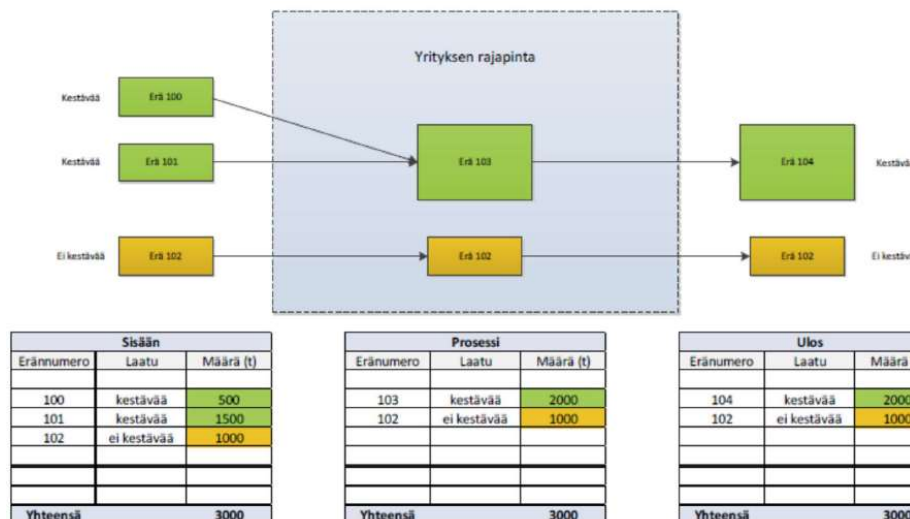 Yrityksen rajapinta
Kestävää
Erä 100
Kestävää
Erä 101
Erä 103
Erä 104
Ei kestävää
Erä 102
Erä 102
Erä 102
Sisään
Erännumero Laatu Määrä (t)
100 kestävää 500
101 kestävää 1500
102 ei kestävää 1000
Yhteensä 3000
Prosessi
Eränumero Laatu Määrä (t)
103 kestävää 2000
102 ei kestävää 1000
Yhteensä 3000
Ulos
Eränumero Laatu Määrä
104 kestävää 2000
102 ei kestävää 1000
Yhteensä 3000